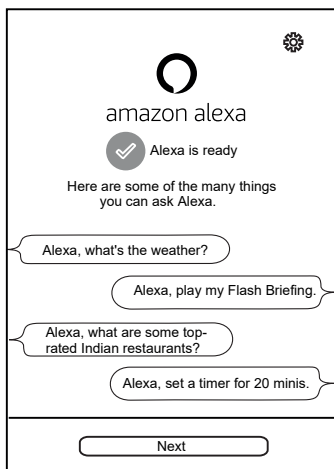 amazon alexa
Alexa is ready
Here are some of the many things
you can ask Alexa.
Alexa, what's the weather?
Alexa, play my Flash Briefing.
Alexa, what are some top-
rated Indian restaurants?
Alexa, set a timer for 20 minis.
Next